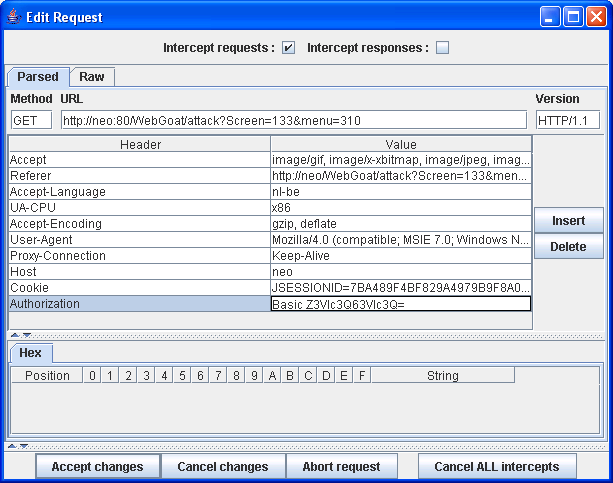 Edit Request
Intercept requests : Intercept responses :
Parsed Raw
Method URL Version
GET http://neo:80/WebGoat/attack?Screen=133&menu=310 HTTP/1.1
Header Value
Accept image/gif, image/x-xbitmap, image/jpeg, imag...
Referer http://neo/WebGoat/attack?Screen=133&men...
Accept-Language nl-be
UA-CPU x86
Accept-Encoding gzip, deflate
User-Agent Mozilla/4.0 (compatible; MSIE 7.0; Windows N...
Proxy-Connection Keep-Alive
Host neo
Cookie JSESSIONID=7BA489F4BF829A4979B9F8A0...
Authorization Basic Z3Vlc3Q63Vlc3Q=
Insert
Delete
Hex
Position 0 1 2 3 4 5 6 7 8 9 A B C D E F String
Accept changes Cancel changes Abort request Cancel ALL intercepts